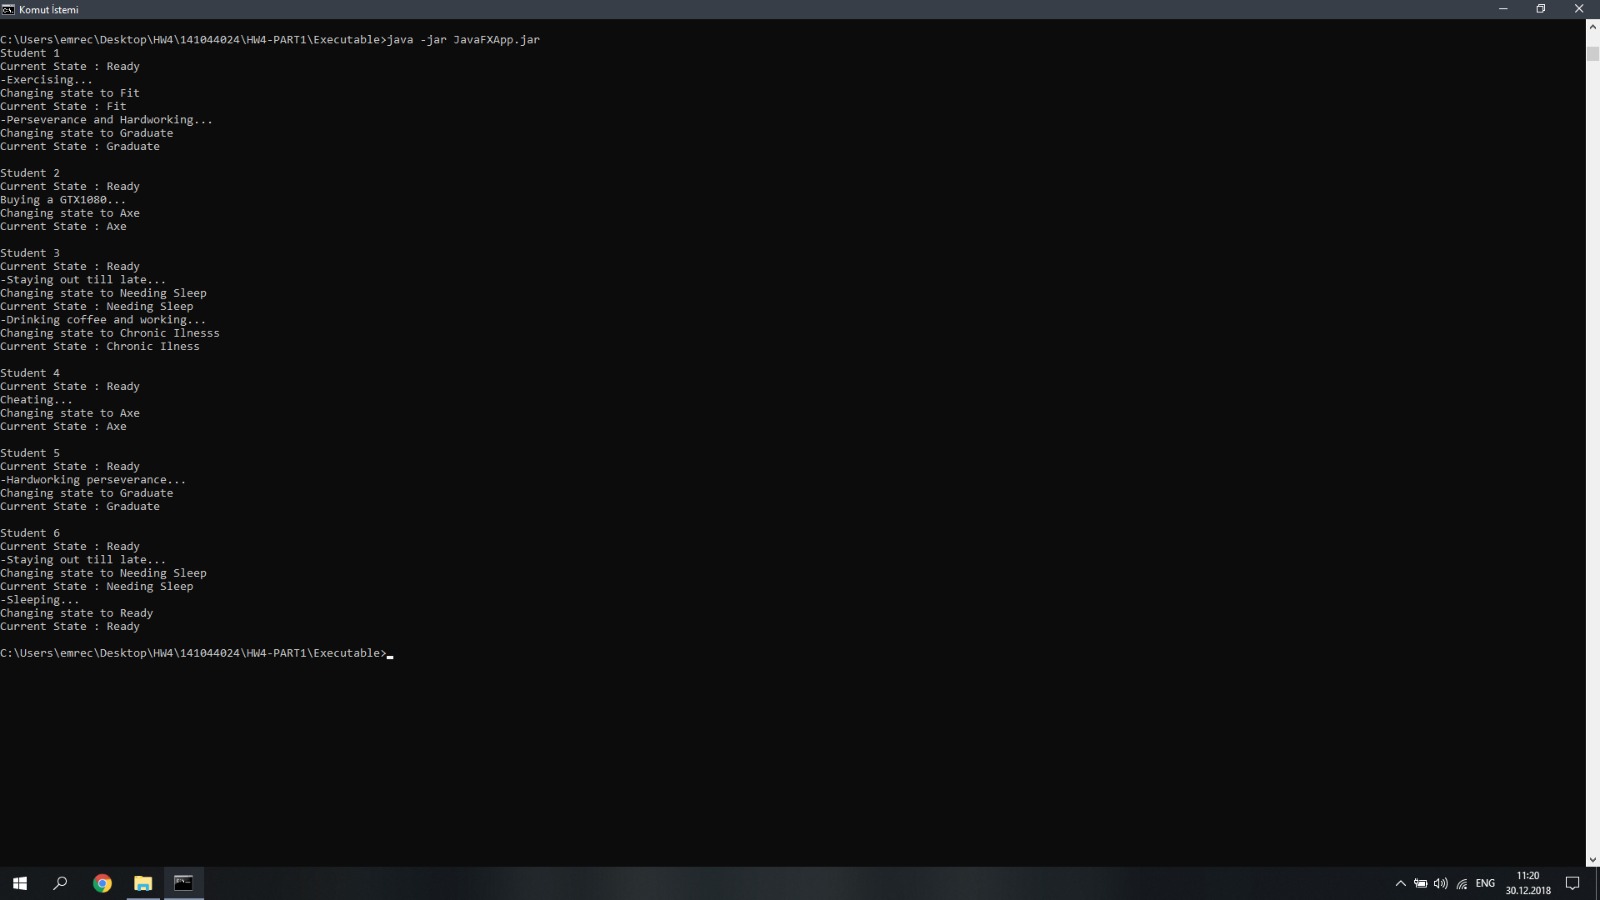 Komut İstemi
C:\Users\emrec\Desktop\HW4\141044024\HW4-PART1\Executable>java -jar JavaFXApp.jar
Student 1
Current State : Ready
-Exercising...
Changing state to Fit
Current State : Fit
-Perseverance and Hardworking...
Changing state to Graduate
Current State : Graduate
Student 2
Current State : Ready
Buying a GTX1080...
Changing state to Axe
Current State : Axe
Student 3
Current State : Ready
-Staying out till late...
Changing state to Needing Sleep
Current State : Needing Sleep
-Drinking coffee and working...
Changing state to Chronic Ilnesss
Current State : Chronic Ilness
Student 4
Current State : Ready
Cheating...
Changing state to Axe
Current State : Axe
Student 5
Current State : Ready
-Hardworking perseverance...
Changing state to Graduate
Current State : Graduate
Student 6
Current State : Ready
-Staying out till late...
Changing state to Needing Sleep
Current State : Needing Sleep
-Sleeping...
Changing state to Ready
Current State : Ready
C:\Users\emrec\Desktop\HW4\141044024\HW4-PART1\Executable>
ENG
11:20
30.12.2018